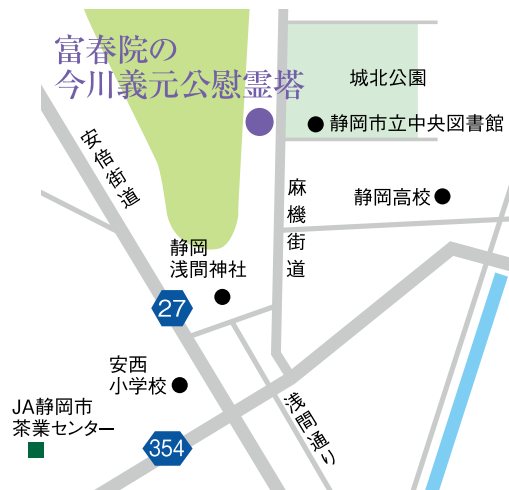 富春院の
今川義元公慰霊塔
城北公園
静岡市立中央図書館
安倍街道
麻機街道
静岡高校
静岡
浅間神社
27
安西
小学校
浅間通り
JA静岡市
茶業センター
354